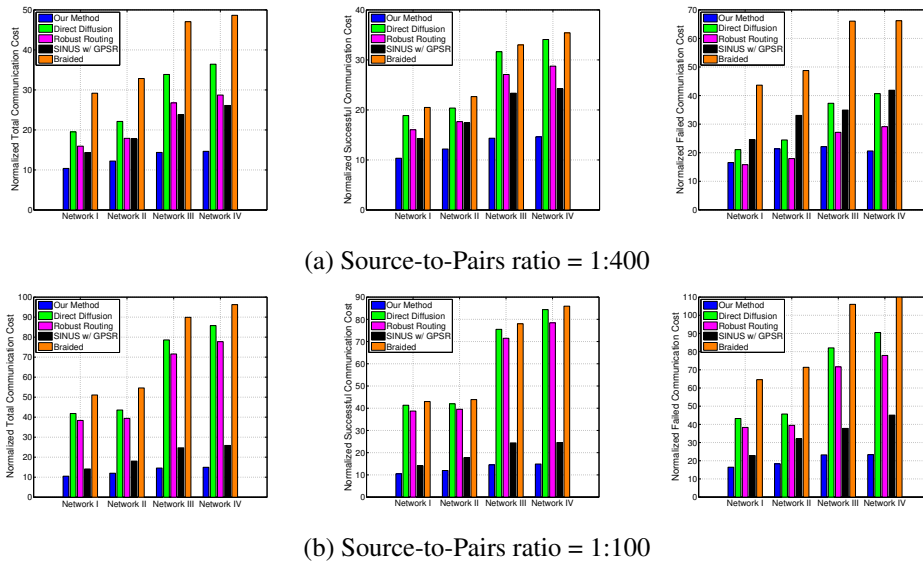 Normalized Total Communication Cost
50
40
30
20
10
0
Our Method
Direct Diffusion
Robust Routing
SINUS w/ GPSR
Braided
Network I Network II Network III Network IV
Normalized Successful Communication Cost
40
30
20
10
0
Our Method
Direct Diffusion
Robust Routing
SINUS w/ GPSR
Braided
Network I Network II Network III Network IV
Normalized Failed Communication Cost
70
60
50
40
30
20
10
0
Our Method
Direct Diffusion
Robust Routing
SINUS w/ GPSR
Braided
Network I Network II Network III Network IV
(a) Source-to-Pairs ratio = 1:400
Normalized Total Communication Cost
100
90
80
70
60
50
40
30
20
10
0
Our Method
Direct Diffusion
Robust Routing
SINUS w/ GPSR
Braided
Network I Network II Network III Network IV
Normalized Successful Communication Cost
90
80
70
60
50
40
30
20
10
0
Our Method
Direct Diffusion
Robust Routing
SINUS w/ GPSR
Braided
Network I Network II Network III Network IV
Normalized Failed Communication Cost
110
100
90
80
70
60
50
40
30
20
10
0
Our Method
Direct Diffusion
Robust Routing
SINUS w/ GPSR
Braided
Network I Network II Network III Network IV
(b) Source-to-Pairs ratio = 1:100